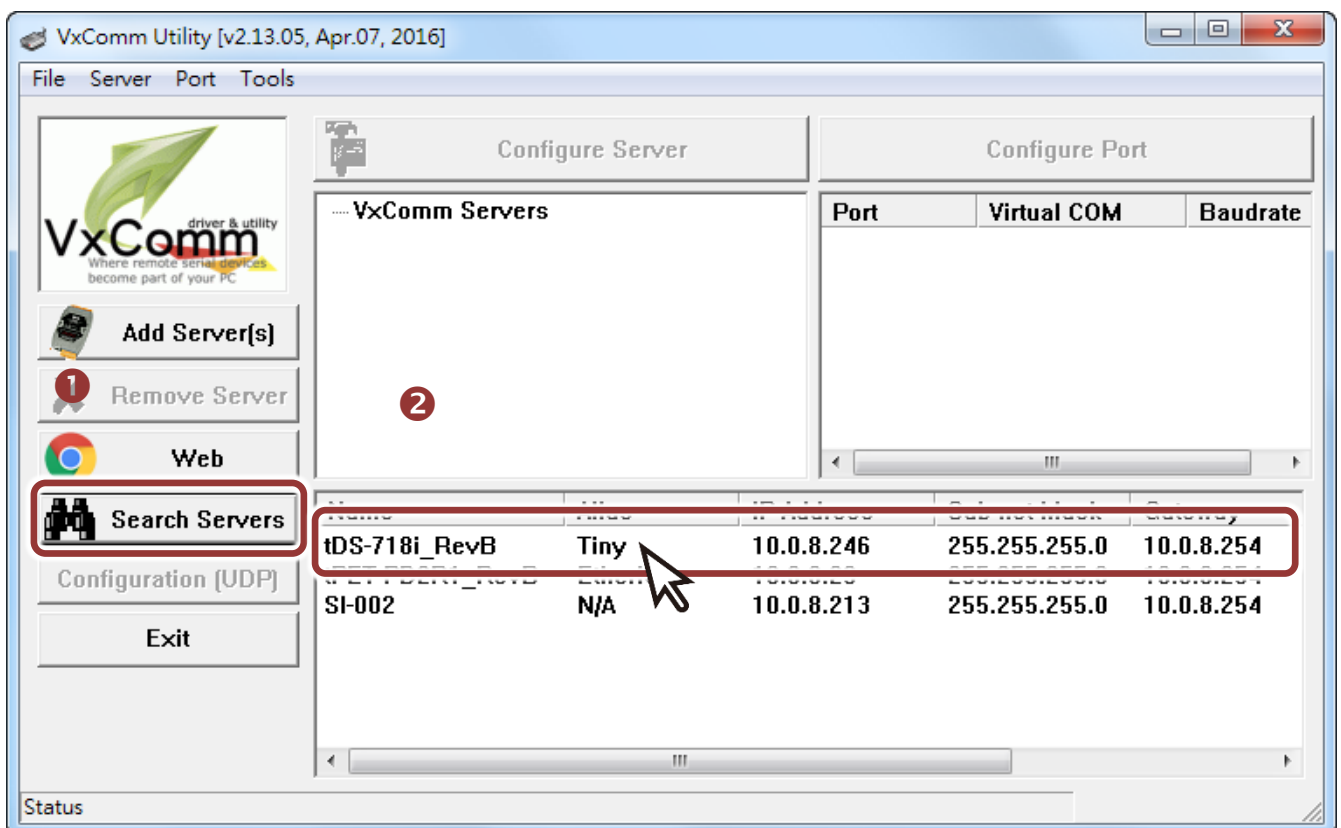 VxComm Utility [v2.13.05, Apr.07, 2016]
File Server Port Tools
VxComm
driver & utility
Where remote serial devices
become part of your PC
Configure Server
Configure Port
VxComm Servers
Port Virtual COM Baudrate
Add Server(s)
1
Remove Server
2
Web
Search Servers
Configuration (UDP)
Exit
tDS-718i_RevB Tiny 10.0.8.246 255.255.255.0 10.0.8.254
SI-002 N/A 10.0.8.213 255.255.255.0 10.0.8.254
Status